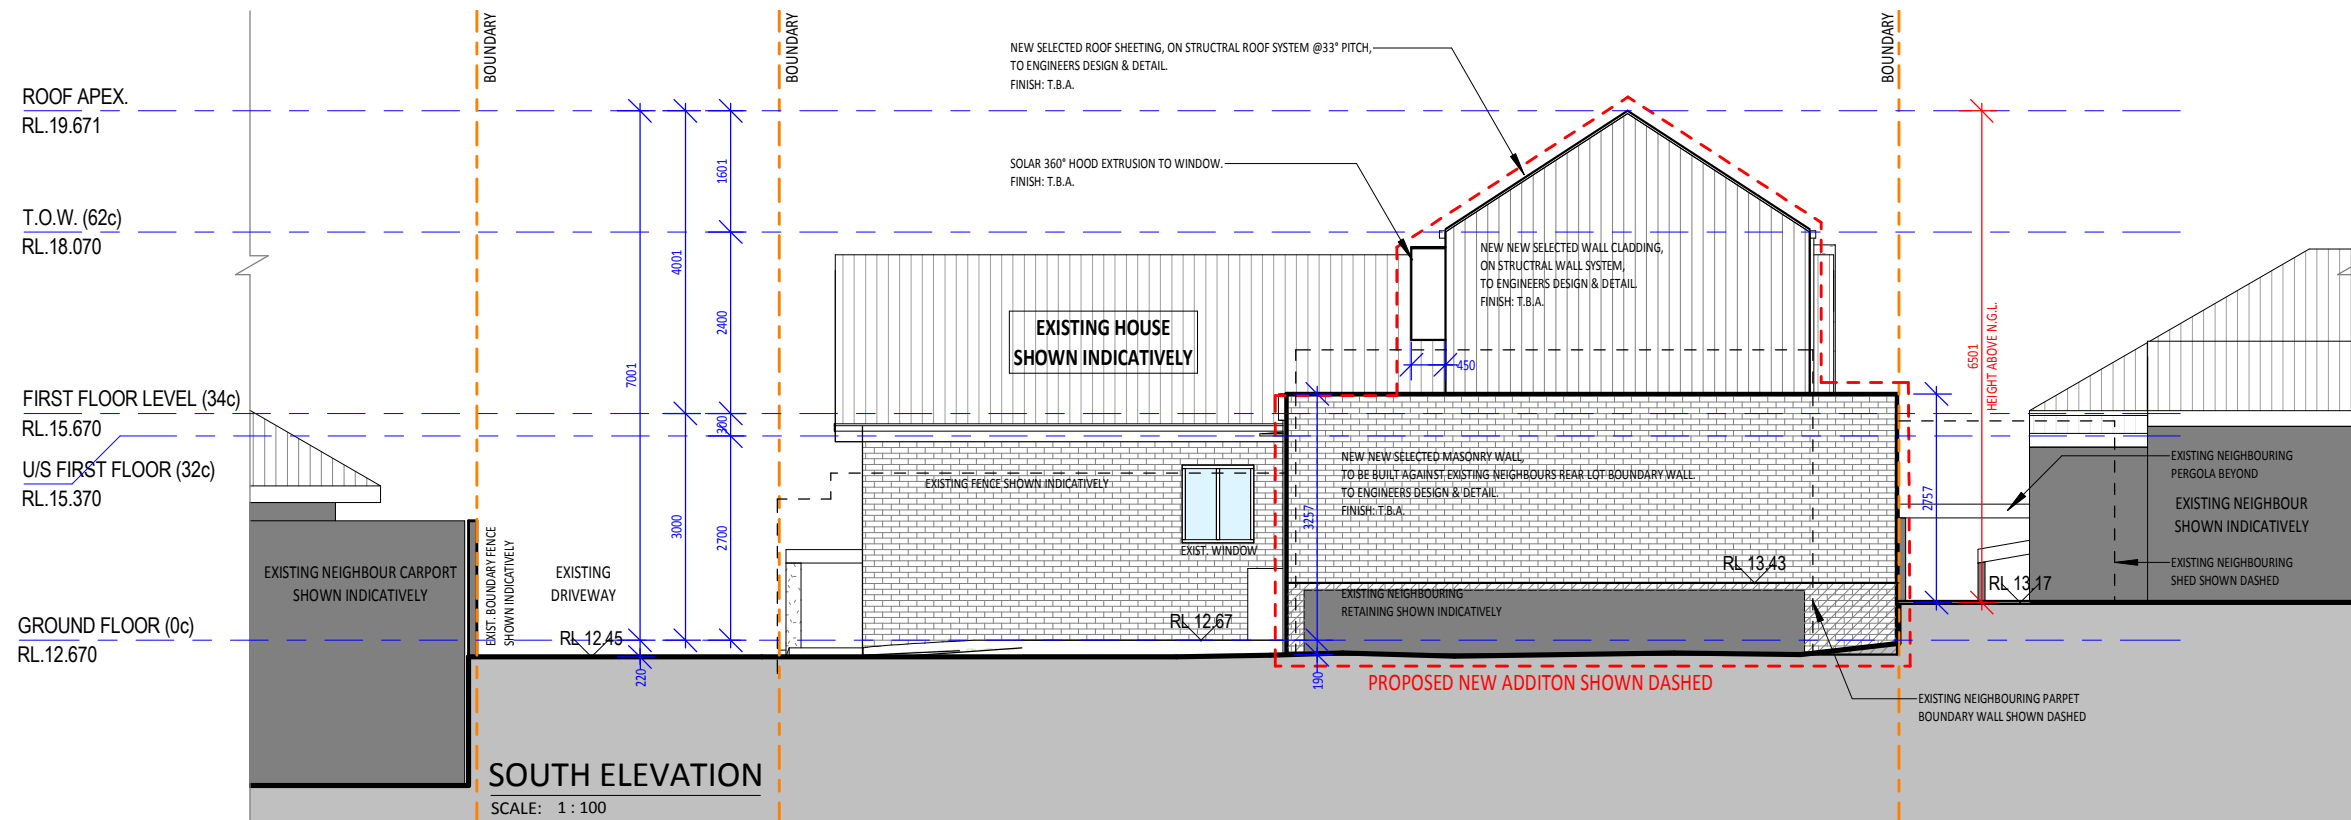 BOUNDARY
BOUNDARY
BOUNDARY
NEW SELECTED ROOF SHEETING, ON STRUCTRAL ROOF SYSTEM @33° PITCH,
TO ENGINEERS DESIGN & DETAIL.
FINISH: T.B.A.
ROOF APEX.
RL.19.671
SOLAR 360° HOOD EXTRUSION TO WINDOW.
FINISH: T.B.A.
1601
T.O.W. (62c)
RL.18.070
4001
2400
7001
NEW NEW SELECTED WALL CLADDING,
ON STRUCTRAL WALL SYSTEM,
TO ENGINEERS DESIGN & DETAIL.
FINISH: T.B.A.
EXISTING HOUSE
SHOWN INDICATIVELY
450
6501
HEIGHT ABOVE N.G.L.
FIRST FLOOR LEVEL (34c)
RL.15.670
300
U/S FIRST FLOOR (32c)
RL.15.370
3000
2700
EXISTING FENCE SHOWN INDICATIVELY
NEW NEW SELECTED MASONRY WALL,
TO BE BUILT AGAINST EXISTING NEIGHBOURS REAR LOT BOUNDARY WALL.
TO ENGINEERS DESIGN & DETAIL.
FINISH: T.B.A.
3257
2757
EXISTING NEIGHBOURING
PERGOLA BEYOND
EXISTING NEIGHBOUR
SHOWN INDICATIVELY
EXIST. WINDOW
EXISTING NEIGHBOUR CARPORT
SHOWN INDICATIVELY
EXIST. BOUNDARY FENCE
SHOWN INDICATIVELY
EXISTING
DRIVEWAY
RL 13.43
RL 13.17
EXISTING NEIGHBOURING
SHED SHOWN DASHED
EXISTING NEIGHBOURING
RETAINING SHOWN INDICATIVELY
GROUND FLOOR (0c)
RL.12.670
RL 12.45
RL 12.67
220
190
PROPOSED NEW ADDITON SHOWN DASHED
EXISTING NEIGHBOURING PARPET
BOUNDARY WALL SHOWN DASHED
SOUTH ELEVATION
SCALE: 1 : 100